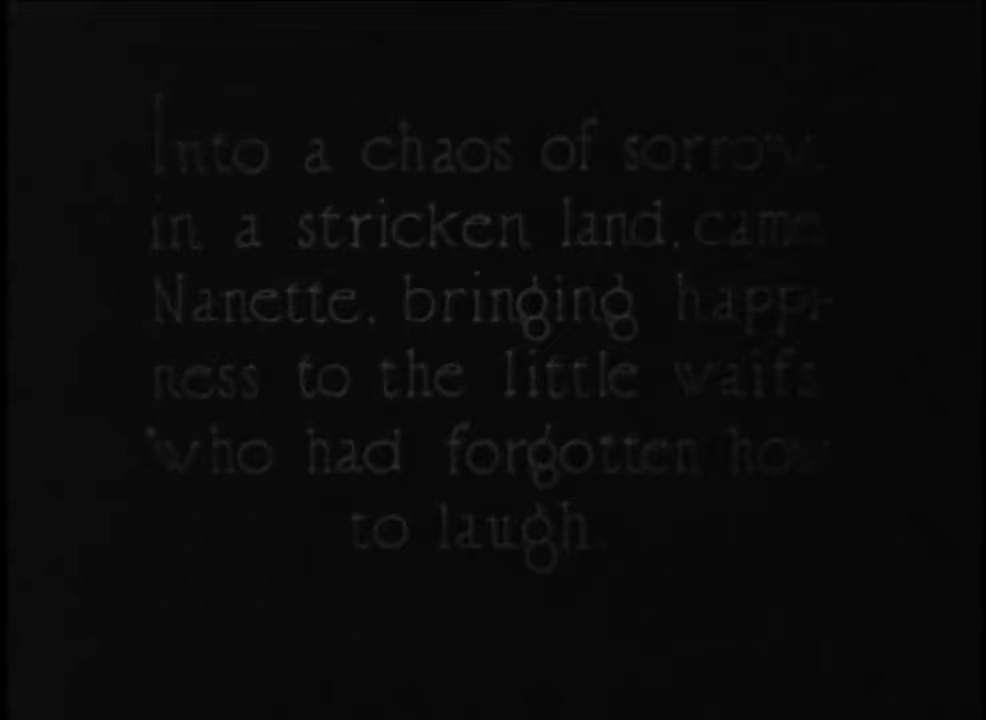 Into a chaos of sorrow,
in a stricken land, came
Nanette, bringing happi-
ness to the little waifs
who had forgotten how
to laugh.